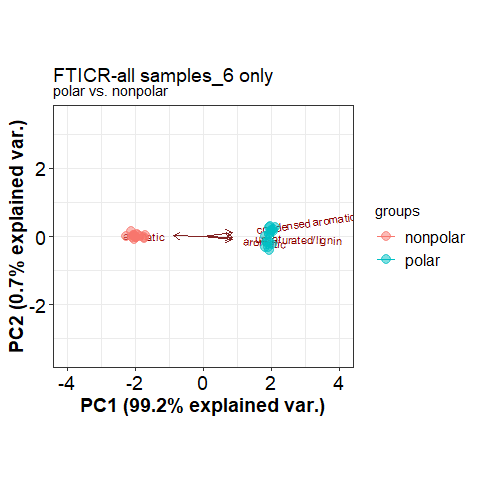 FTICR-all samples_6 only
polar vs. nonpolar
PC2 (0.7% explained var.)
2
0
-2
condensed aromatic
unsaturated/lignin
groups
nonpolar
polar
-4
-2
0
2
4
PC1 (99.2% explained var.)